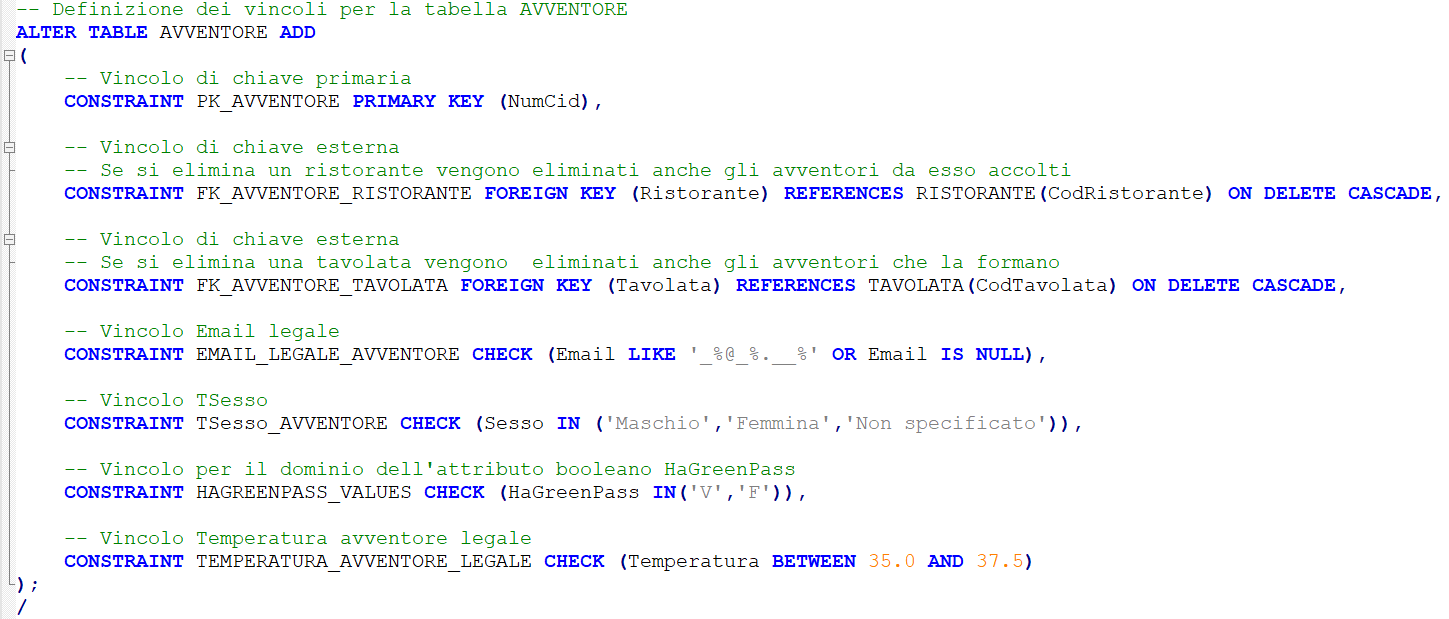 -- Definizione dei vincoli per la tabella AVVENTORE
ALTER TABLE AVVENTORE ADD
(
    -- Vincolo di chiave primaria
    CONSTRAINT PK_AVVENTORE PRIMARY KEY (NumCid),

    -- Vincolo di chiave esterna
    -- Se si elimina un ristorante vengono eliminati anche gli avventori da esso accolti
    CONSTRAINT FK_AVVENTORE_RISTORANTE FOREIGN KEY (Ristorante) REFERENCES RISTORANTE(CodRistorante) ON DELETE CASCADE,

    -- Vincolo di chiave esterna
    -- Se si elimina una tavolata vengono  eliminati anche gli avventori che la formano
    CONSTRAINT FK_AVVENTORE_TAVOLATA FOREIGN KEY (Tavolata) REFERENCES TAVOLATA(CodTavolata) ON DELETE CASCADE,

    -- Vincolo Email legale
    CONSTRAINT EMAIL_LEGALE_AVVENTORE CHECK (Email LIKE '_%@_%.__%' OR Email IS NULL),

    -- Vincolo TSesso
    CONSTRAINT TSesso_AVVENTORE CHECK (Sesso IN ('Maschio','Femmina','Non specificato')),

    -- Vincolo per il dominio dell'attributo booleano HaGreenPass
    CONSTRAINT HAGREENPASS_VALUES CHECK (HaGreenPass IN('V','F')),

    -- Vincolo Temperatura avventore legale
    CONSTRAINT TEMPERATURA_AVVENTORE_LEGALE CHECK (Temperatura BETWEEN 35.0 AND 37.5)
);
/